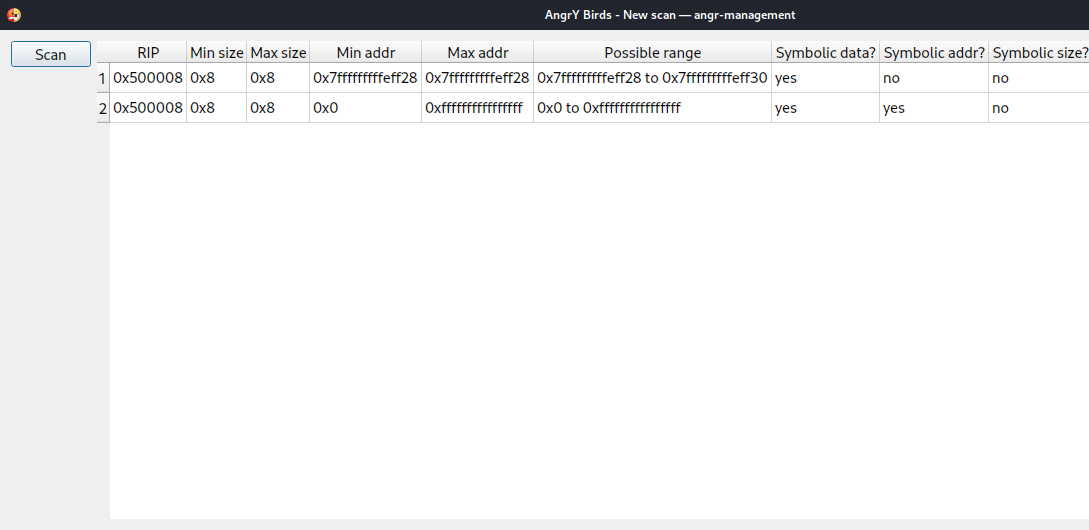 AngrY Birds - New scan — angr-management
Scan
RIP Min size Max size Min addr Max addr Possible range Symbolic data? Symbolic addr? Symbolic size?
1 0x500008 0x8 0x8 0x7fffffffffeff28 0x7fffffffffeff28 0x7fffffffffeff28 to 0x7fffffffffeff30 yes no no
2 0x500008 0x8 0x8 0x0 0xffffffffffffffff 0x0 to 0xffffffffffffffff yes yes no